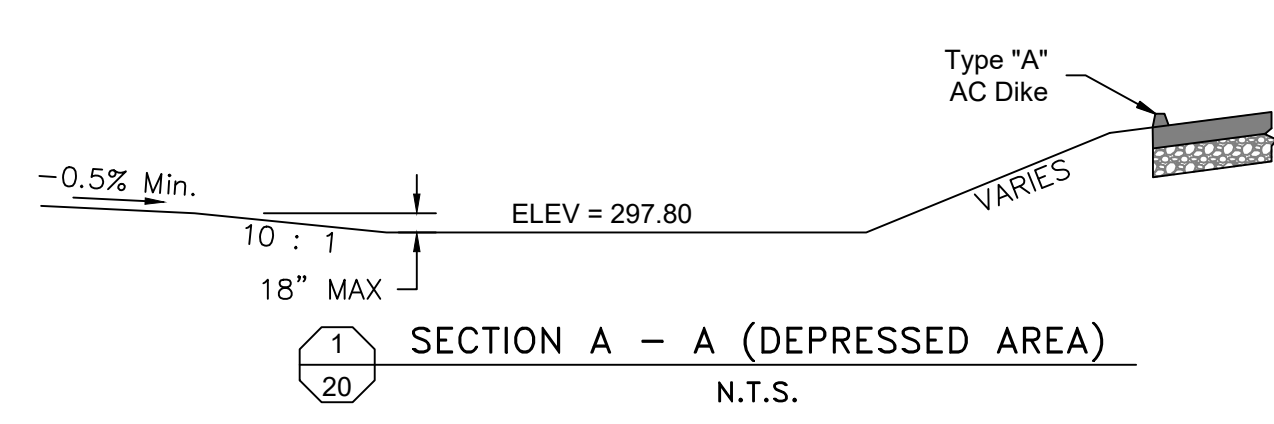 Type "A"
AC Dike
-0.5% Min.
VARIES
ELEV = 297.80
10 : 1
18" MAX
1
20
SECTION A - A (DEPRESSED AREA)
N.T.S.